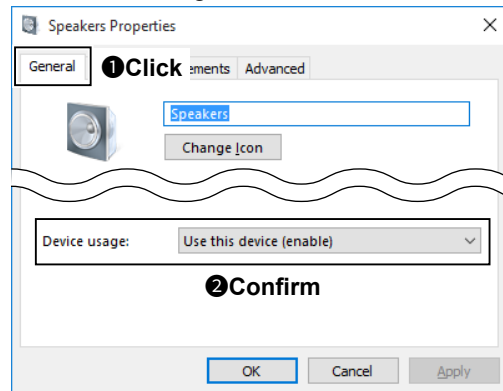 Speakers Properties
General ❶Click ements Advanced
Speakers
Change Icon
Device usage: Use this device (enable)
❷Confirm
OK Cancel Apply